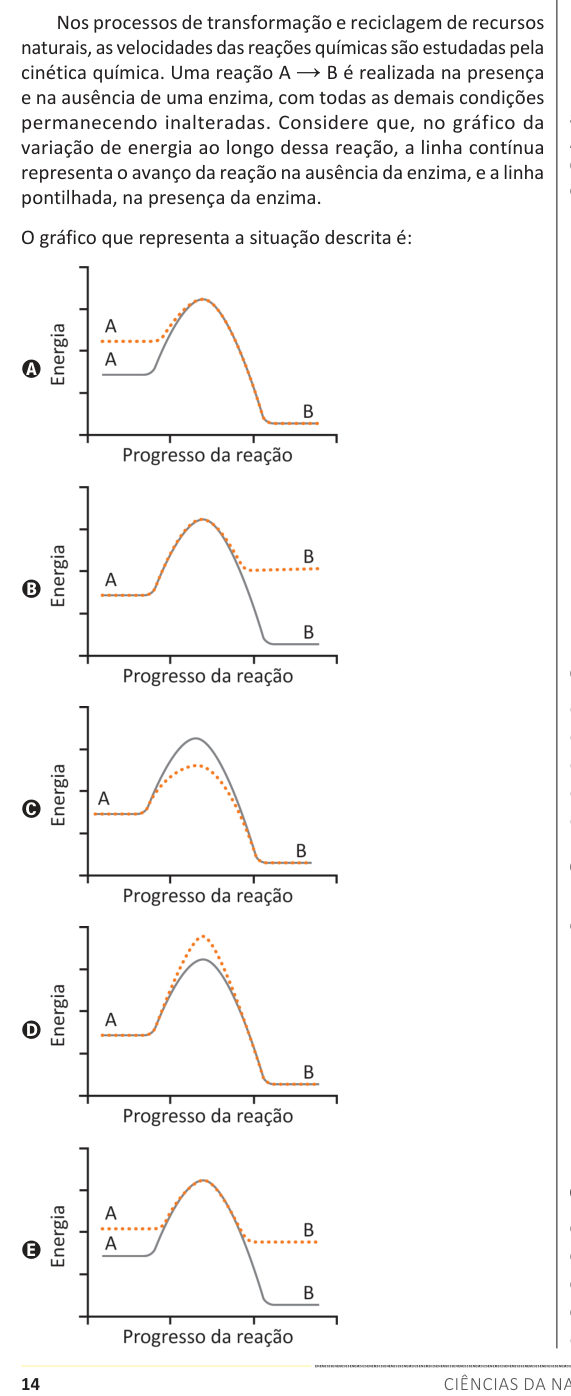 Nos processos de transformação e reciclagem de recursos
naturais, as velocidades das reações químicas são estudadas pela
cinética química. Uma reação A ⟶ B é realizada na presença
e na ausência de uma enzima, com todas as demais condições
permanecendo inalteradas. Considere que, no gráfico da
variação de energia ao longo dessa reação, a linha contínua
representa o avanço da reação na ausência da enzima, e a linha
pontilhada, na presença da enzima.
O gráfico que representa a situação descrita é:
A
Energia
A
A
B
Progresso da reação
B
Energia
A
B
B
Progresso da reação
C
Energia
A
B
Progresso da reação
D
Energia
A
B
Progresso da reação
E
Energia
A
A
B
B
Progresso da reação
14
CIÊNCIAS DA NA